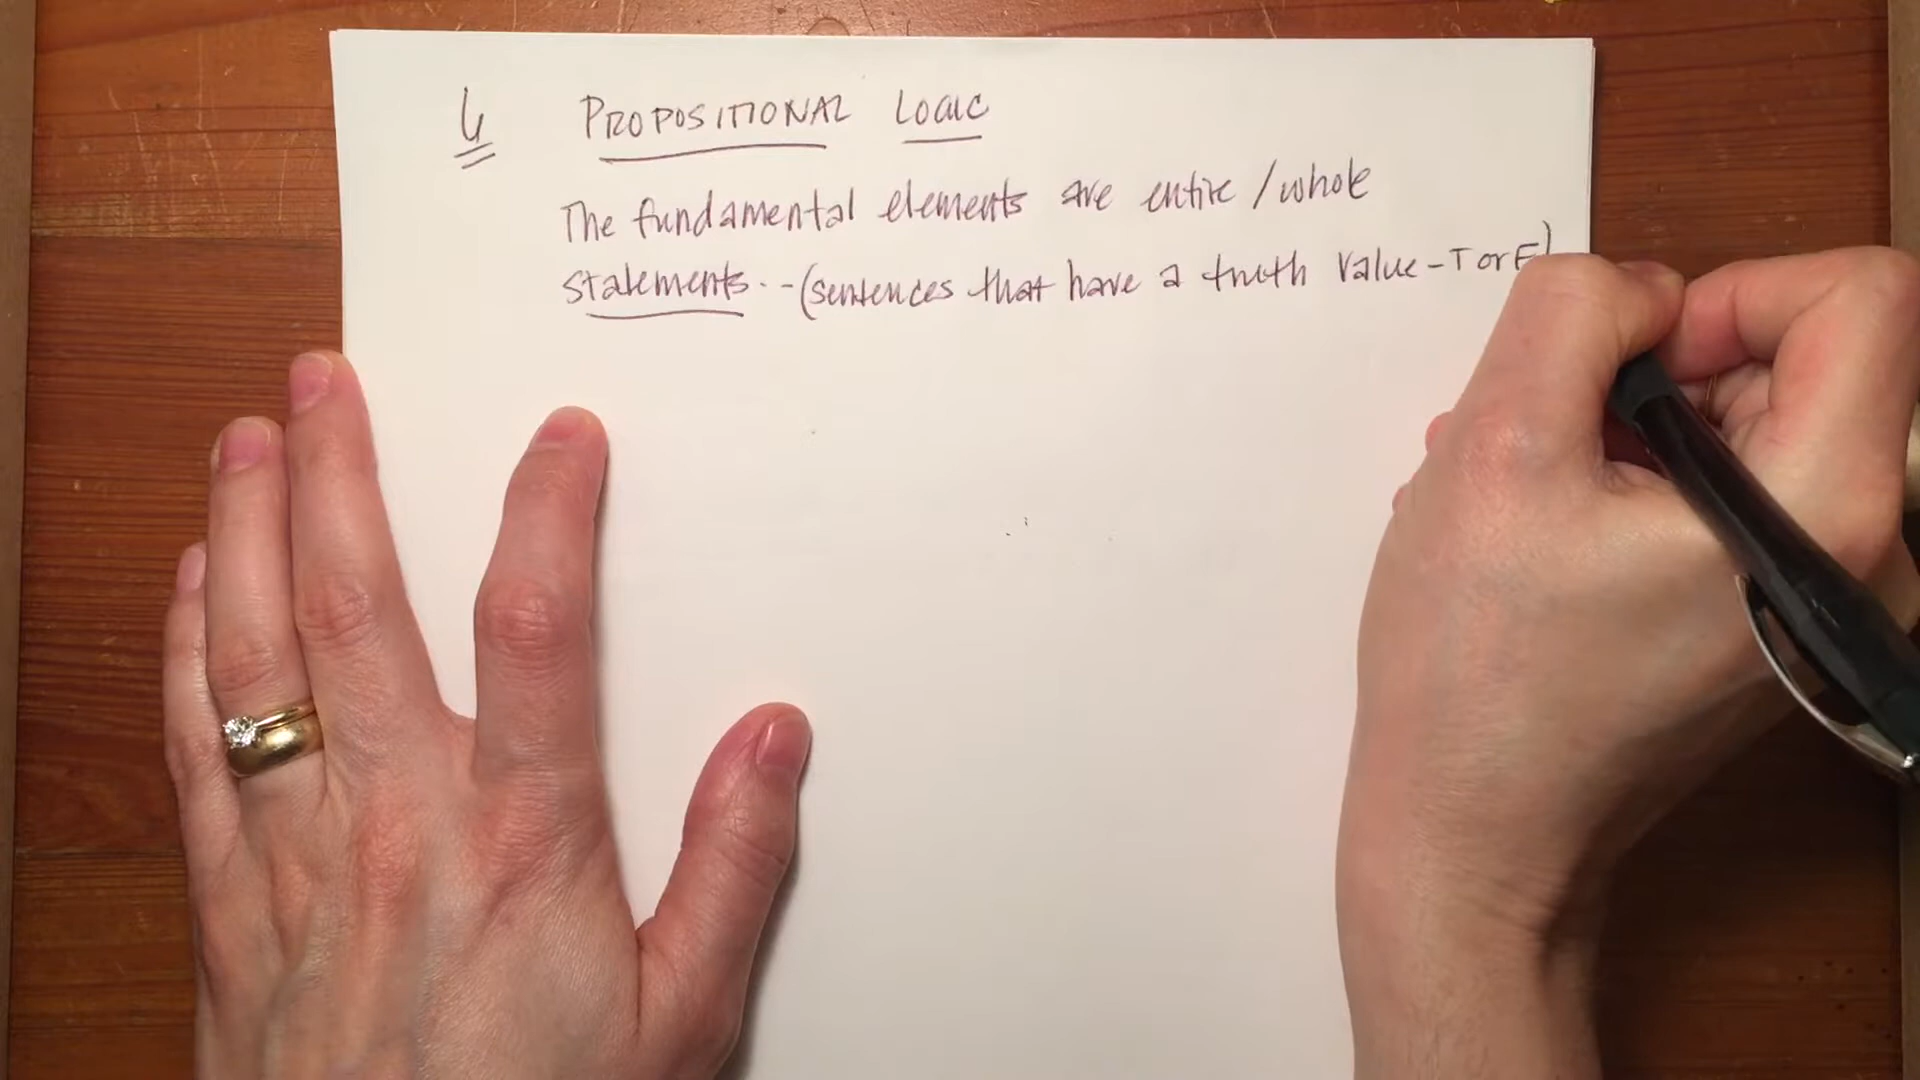 4 PROPOSITIONAL LOGIC
The fundamental elements are entire/whole
statements. - (sentences that have a truth value - T or F)